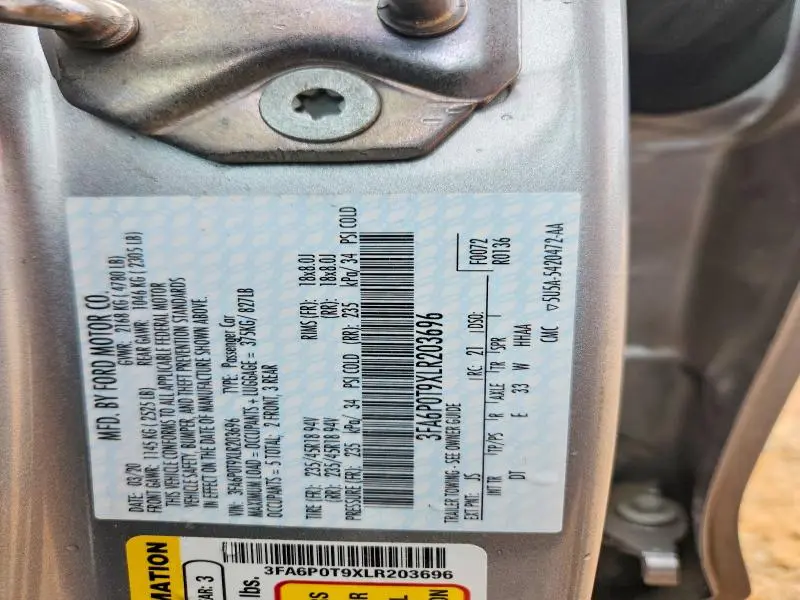 MFD. BY FORD MOTOR CO.
DATE: 03/20 GVWR: 2168 KG ( 4780 LB)
FRONT GAWR: 1145 KG ( 2525 LB) REAR GAWR: 1046 KG ( 2305 LB)
THIS VEHICLE CONFORMS TO ALL APPLICABLE FEDERAL MOTOR
VEHICLE SAFETY, BUMPER, AND THEFT PREVENTION STANDARDS
IN EFFECT ON THE DATE OF MANUFACTURE SHOWN ABOVE.
VIN: 3FA6P0T9XLR203696 TYPE: Passenger Car
MAXIMUM LOAD = OCCUPANTS + LUGGAGE = 375KG/ 827LB
OCCUPANTS = 5 TOTAL; 2 FRONT, 3 REAR
TIRE (FR): 235/45R18 94V RIMS (FR): 18x8.0J
(RR): 235/45R18 94V (RR): 18x8.0J
PRESSURE (FR): 235 kPa/ 34 PSI COLD (RR): 235 kPa/ 34 PSI COLD
3FA6P0T9XLR203696
TRAILER TOWING - SEE OWNER GUIDE F0072
EXT PNT: JS RC: 21 DSO: R0136
INT TR TP/PS R AXLE TR SPR
DT E 33 W HHAA
CMC ▽5U5A-5420472-AA
3FA6P0T9XLR203696
MATION
AR: 3
lbs.